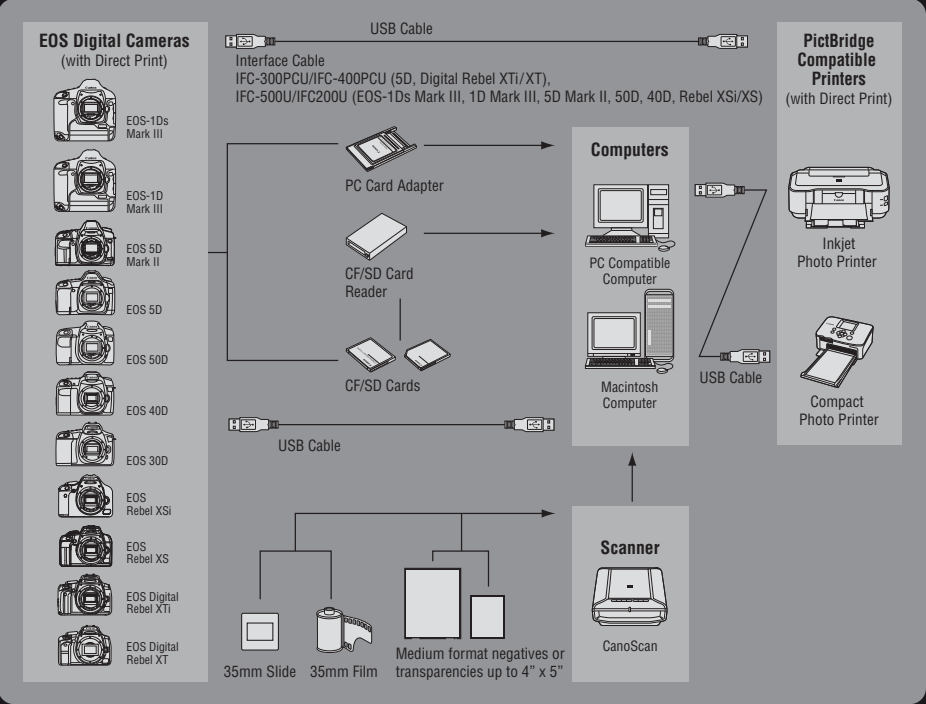 EOS Digital Cameras
(with Direct Print)
EOS-1Ds
Mark III
EOS-1D
Mark III
EOS 5D
Mark II
EOS 5D
EOS 50D
EOS 40D
EOS 30D
EOS
Rebel XSi
EOS
Rebel XS
EOS Digital
Rebel XTi
EOS Digital
Rebel XT
USB Cable
Interface Cable
IFC-300PCU/IFC-400PCU (5D, Digital Rebel XTi/XT),
IFC-500U/IFC200U (EOS-1Ds Mark III, 1D Mark III, 5D Mark II, 50D, 40D, Rebel XSi/XS)
PC Card Adapter
CF/SD Card
Reader
CF/SD Cards
USB Cable
Computers
PC Compatible
Computer
Macintosh
Computer
USB Cable
PictBridge
Compatible
Printers
(with Direct Print)
Inkjet
Photo Printer
Compact
Photo Printer
35mm Slide
35mm Film
Medium format negatives or
transparencies up to 4” x 5”
Scanner
CanoScan